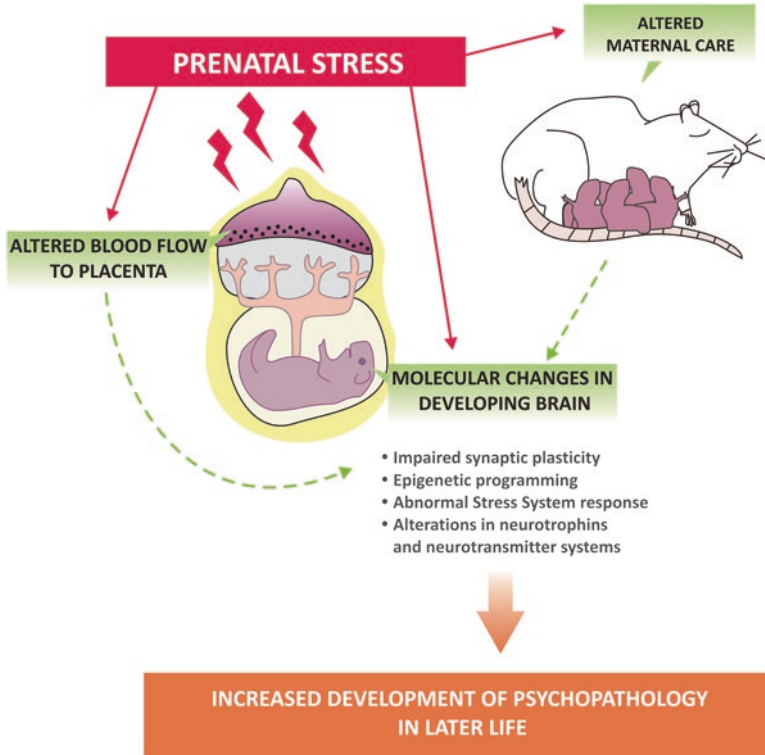 ALTERED
MATERNAL CARE
PRENATAL STRESS
ALTERED BLOOD FLOW
TO PLACENTA
MOLECULAR CHANGES IN
DEVELOPING BRAIN
• Impaired synaptic plasticity
• Epigenetic programming
• Abnormal Stress System response
• Alterations in neurotrophins
and neurotransmitter systems
INCREASED DEVELOPMENT OF PSYCHOPATHOLOGY
IN LATER LIFE